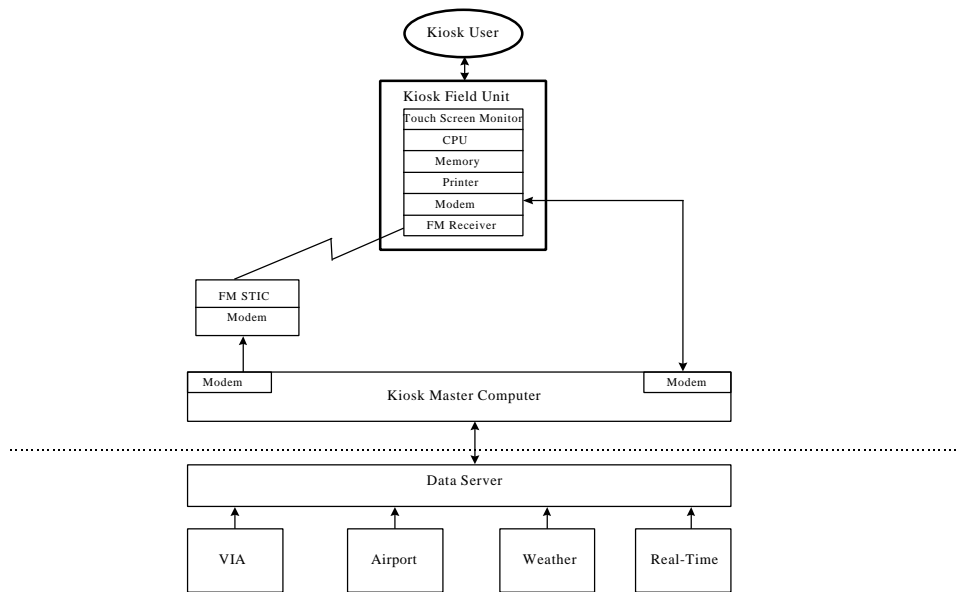 Kiosk User
Kiosk Field Unit
Touch Screen Monitor
CPU
Memory
Printer
Modem
FM Receiver
FM STIC
Modem
Modem
Modem
Kiosk Master Computer
Data Server
VIA
Airport
Weather
Real-Time